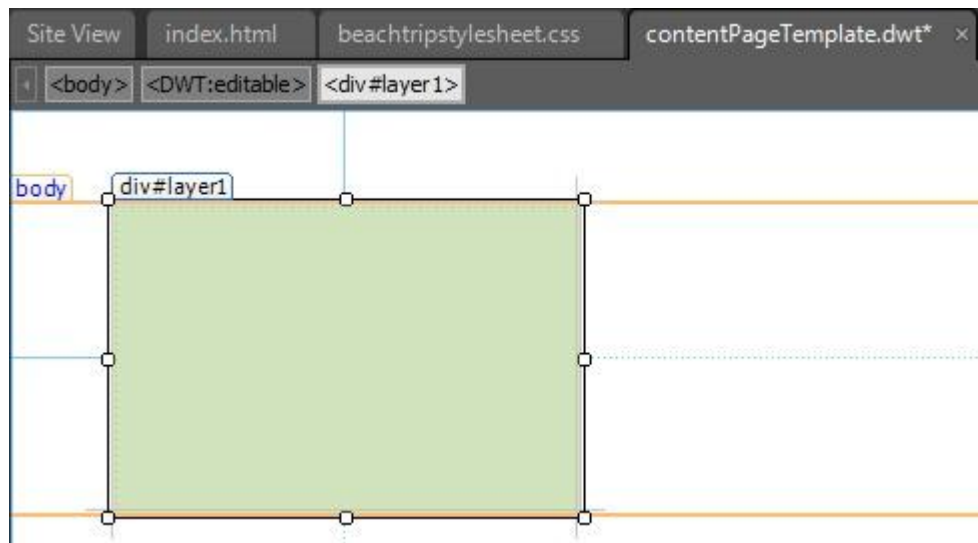 Site View index.html beachtripstylesheet.css contentPageTemplate.dwt* ×
<body> <DWT:editable> <div#layer1>
body div#layer1